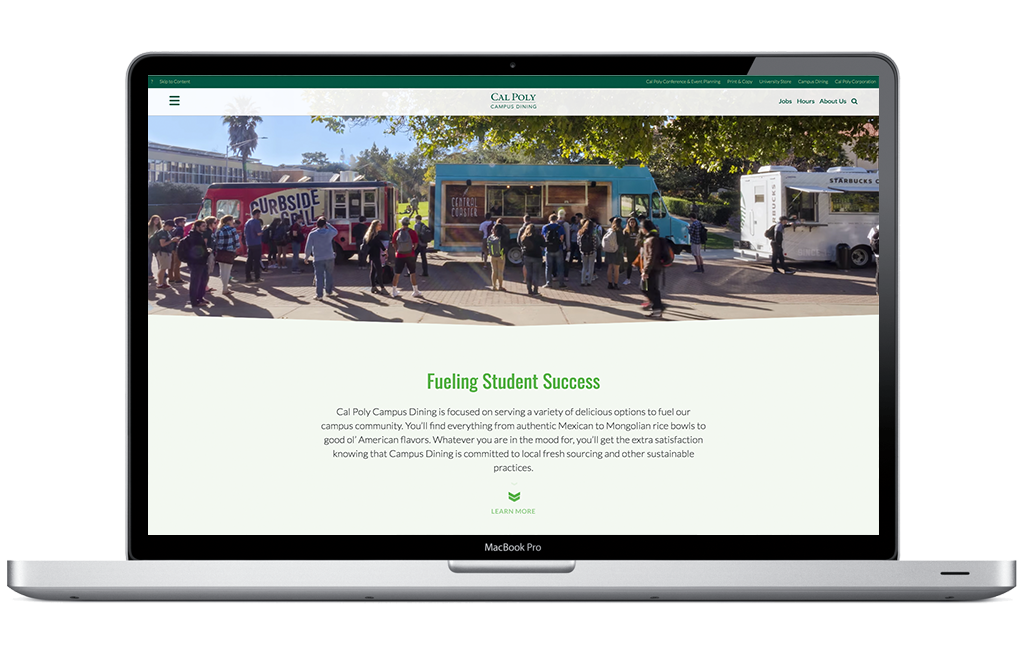 Skip to Content
Cal Poly Conference & Event Planning Print & Copy University Store Campus Dining Cal Poly Corporation
CAL POLY
CAMPUS DINING
Jobs Hours About Us
CURBSIDE
GRILL
CENTRAL
COASTER
STARBUCKS C
Fueling Student Success
Cal Poly Campus Dining is focused on serving a variety of delicious options to fuel our
campus community. You'll find everything from authentic Mexican to Mongolian rice bowls to
good ol' American flavors. Whatever you are in the mood for, you'll get the extra satisfaction
knowing that Campus Dining is committed to local fresh sourcing and other sustainable
practices.
LEARN MORE
MacBook Pro